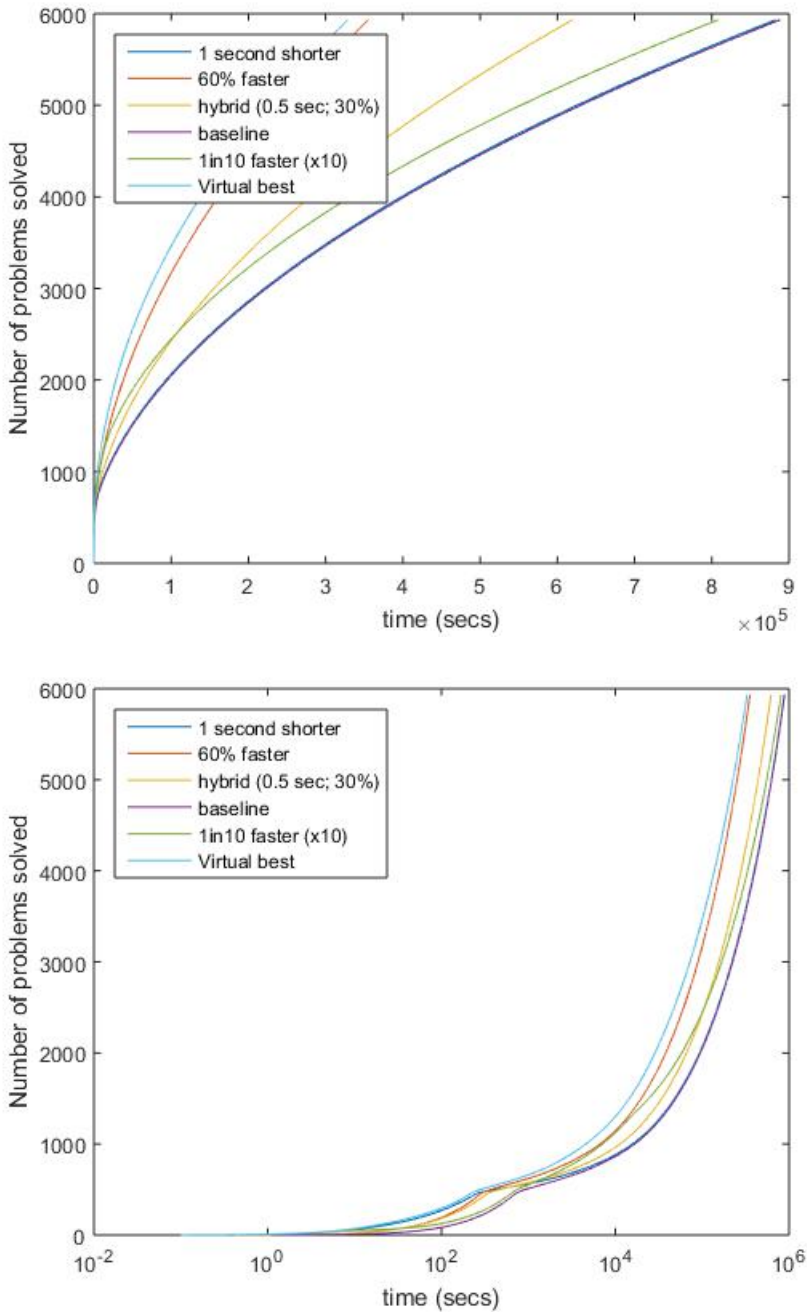 6000
5000
4000
3000
2000
1000
0
Number of problems solved
1 second shorter
60% faster
hybrid (0.5 sec; 30%)
baseline
1in10 faster (x10)
Virtual best
0 1 2 3 4 5 6 7 8 9
time (secs)
×10^5
6000
5000
4000
3000
2000
1000
0
Number of problems solved
1 second shorter
60% faster
hybrid (0.5 sec; 30%)
baseline
1in10 faster (x10)
Virtual best
10^-2 10^0 10^2 10^4 10^6
time (secs)